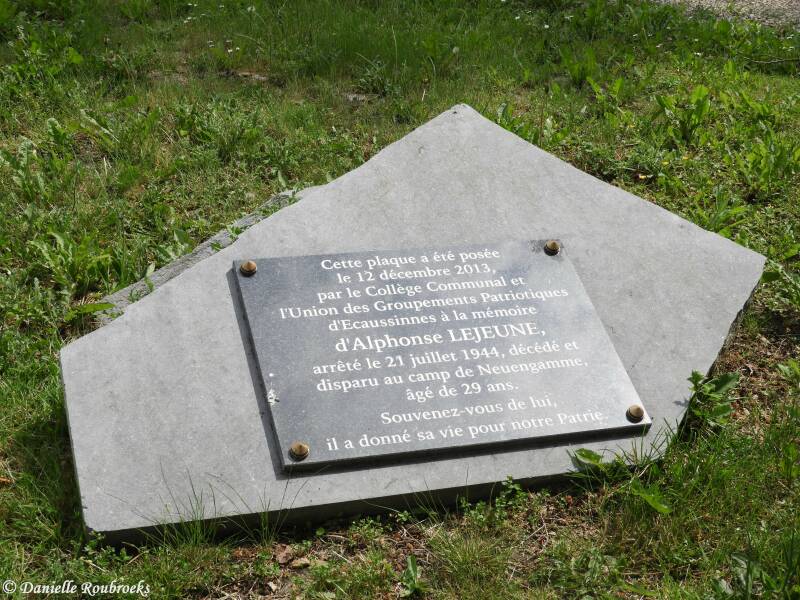 Cette plaque a été posée
le 12 décembre 2013,
par le Collège Communal et
l'Union des Groupements Patriotiques
d'Ecaussinnes à la mémoire
d'Alphonse LEJEUNE,
arrêté le 21 juillet 1944, décédé et
disparu au camp de Neuengamme,
âgé de 29 ans.
Souvenez-vous de lui,
il a donné sa vie pour notre Patrie.
© Danielle Roubroeks